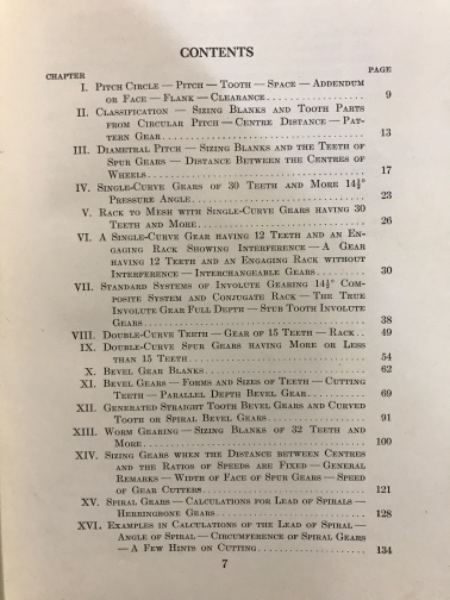 CONTENTS
CHAPTER PAGE
I. Pitch Circle — Pitch — Tooth — Space — Addendum
or Face — Flank — Clearance........................ 9
II. Classification — Sizing Blanks and Tooth Parts
from Circular Pitch — Centre Distance — Pat-
tern Gear........................ 13
III. Diametral Pitch — Sizing Blanks and the Teeth of
Spur Gears — Distance Between the Centres of
Wheels........................ 17
IV. Single-Curve Gears of 30 Teeth and More 14½°
Pressure Angle........................ 23
V. Rack to Mesh with Single-Curve Gears having 30
Teeth and More........................ 26
VI. A Single-Curve Gear having 12 Teeth and an En-
gaging Rack Showing Interference — A Gear
having 12 Teeth and an Engaging Rack without
Interference — Interchangeable Gears............ 30
VII. Standard Systems of Involute Gearing 14½° Com-
posite System and Conjugate Rack — The True
Involute Gear Full Depth — Stub Tooth Involute
Gears........................ 38
VIII. Double-Curve Teeth — Gear of 15 Teeth — Rack.. 49
IX. Double-Curve Spur Gears having More or Less
than 15 Teeth........................ 54
X. Bevel Gear Blanks........................ 62
XI. Bevel Gears — Forms and Sizes of Teeth — Cutting
Teeth — Parallel Depth Bevel Gear............ 69
XII. Generated Straight Tooth Bevel Gears and Curved
Tooth or Spiral Bevel Gears.................. 91
XIII. Worm Gearing — Sizing Blanks of 32 Teeth and
More........................ 100
XIV. Sizing Gears when the Distance between Centres
and the Ratios of Speeds are Fixed — General
Remarks — Width of Face of Spur Gears — Speed
of Gear Cutters........................ 121
XV. Spiral Gears — Calculations for Lead of Spirals —
Herringbone Gears........................ 128
XVI. Examples in Calculations of the Lead of Spiral —
Angle of Spiral — Circumference of Spiral Gears
— A Few Hints on Cutting.................. 134
7